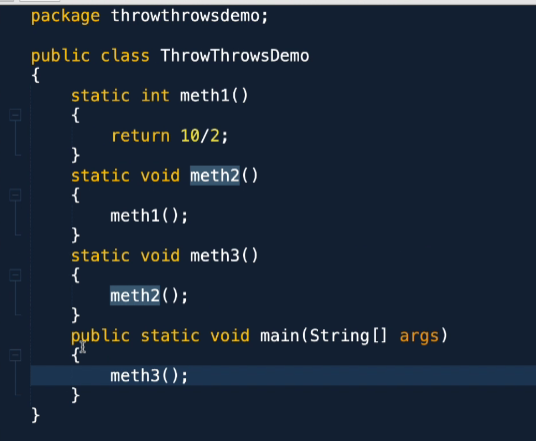 package throwthrowsdemo;
public class ThrowThrowsDemo
{
static int meth1()
{
return 10/2;
}
static void meth2()
{
meth1();
}
static void meth3()
{
meth2();
}
public static void main(String[] args)
{
meth3();
}
}